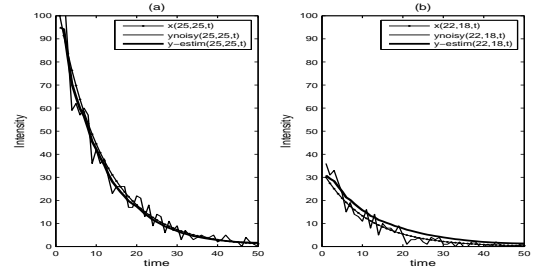 (a)
x(25,25,t)
ynoisy(25,25,t)
y-estim(25,25,t)
Intensity
100
90
80
70
60
50
40
30
20
10
0
0 10 20 30 40 50
time
(b)
x(22,18,t)
ynoisy(22,18,t)
y-estim(22,18,t)
Intensity
100
90
80
70
60
50
40
30
20
10
0
0 10 20 30 40 50
time